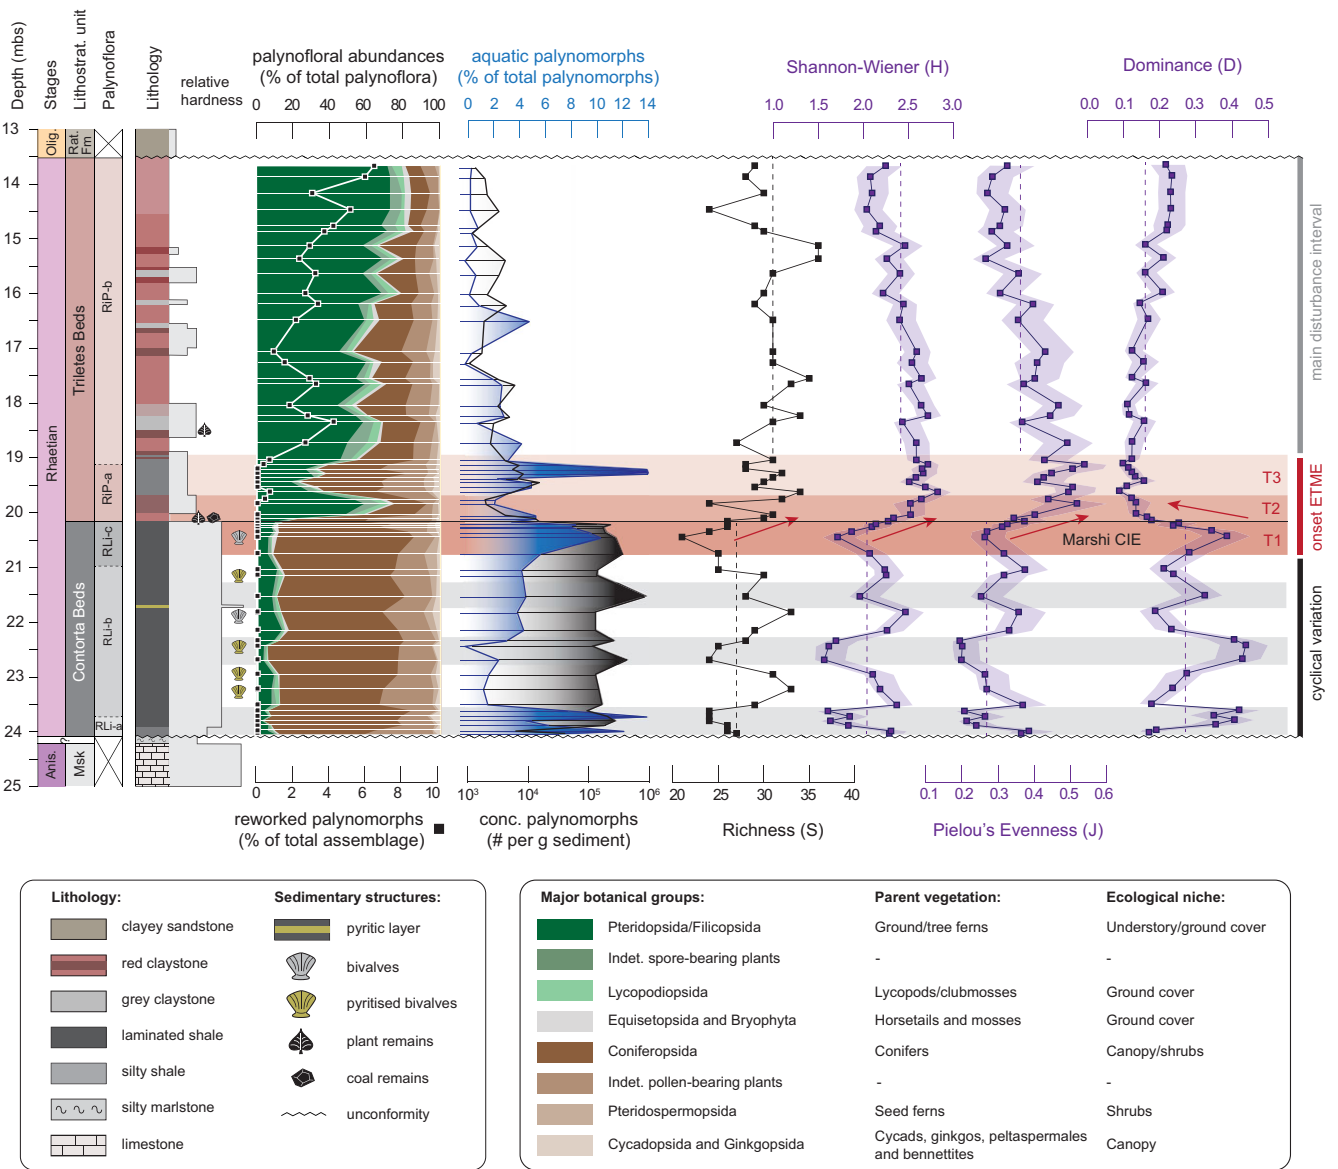 Depth (mbs)
Stages
Lithostrat. unit
Palynoflora
Lithology
relative
hardness
palynofloral abundances
(% of total palynoflora)
0 20 40 60 80 100
aquatic palynomorphs
(% of total palynomorphs)
0 2 4 6 8 10 12 14
Shannon-Wiener (H)
1.0 1.5 2.0 2.5 3.0
Dominance (D)
0.0 0.1 0.2 0.3 0.4 0.5
13
14
15
16
17
18
19
20
21
22
23
24
25
Olig.
Rhaetian
Anis.
?
Rat.
Fm
Triletes Beds
Contorta Beds
Msk
RiP-b
RiP-a
RLi-c
RLi-b
RLi-a
Marshi CIE
T3
T2
T1
main disturbance interval
onset ETME
cyclical variation
0 2 4 6 8 10
reworked palynomorphs
(% of total assemblage)
10³ 10⁴ 10⁵ 10⁶
conc. palynomorphs
(# per g sediment)
20 25 30 35 40
Richness (S)
0.1 0.2 0.3 0.4 0.5 0.6
Pielou's Evenness (J)
Lithology:
clayey sandstone
red claystone
grey claystone
laminated shale
silty shale
silty marlstone
limestone
Sedimentary structures:
pyritic layer
bivalves
pyritised bivalves
plant remains
coal remains
unconformity
Major botanical groups: Parent vegetation: Ecological niche:
Pteridopsida/Filicopsida Ground/tree ferns Understory/ground cover
Indet. spore-bearing plants - -
Lycopodiopsida Lycopods/clubmosses Ground cover
Equisetopsida and Bryophyta Horsetails and mosses Ground cover
Coniferopsida Conifers Canopy/shrubs
Indet. pollen-bearing plants - -
Pteridospermopsida Seed ferns Shrubs
Cycadopsida and Ginkgopsida Cycads, ginkgos, peltaspermales Canopy
and bennettites